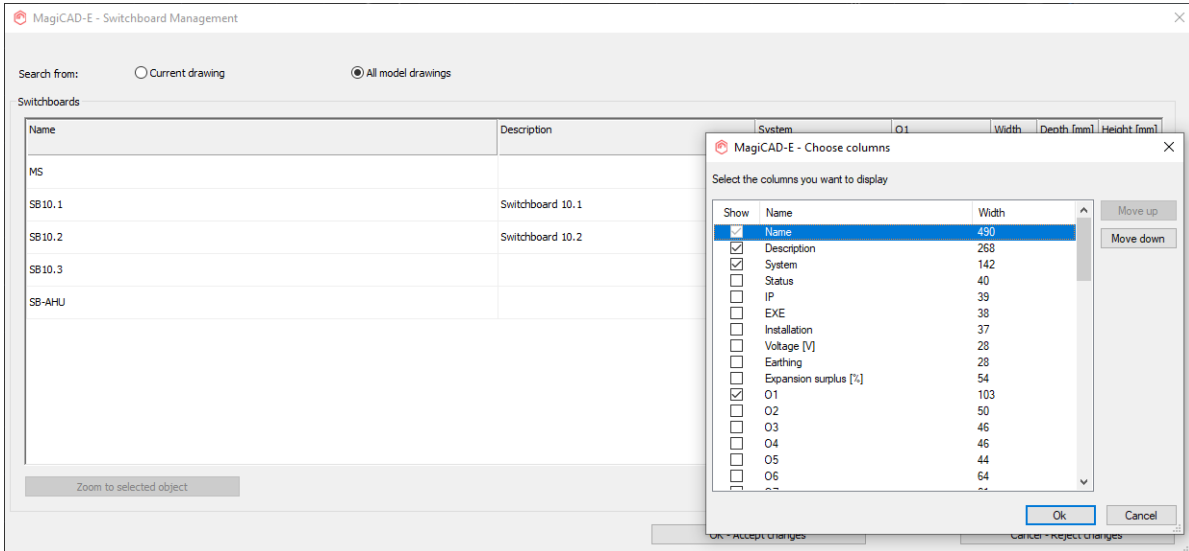 MagiCAD-E - Switchboard Management
Search from:
Current drawing
All model drawings
Switchboards
Name Description System O1 Width Depth [mm] Height [mm]
MS
SB10.1 Switchboard 10.1
SB10.2 Switchboard 10.2
SB10.3
SB-AHU
Zoom to selected object
OK - Accept changes
Cancel - Reject changes
MagiCAD-E - Choose columns
Select the columns you want to display
Show Name Width
Name 490
Description 268
System 142
Status 40
IP 39
EXE 38
Installation 37
Voltage [V] 28
Earthing 28
Expansion surplus [%] 54
O1 103
O2 50
O3 46
O4 46
O5 44
O6 64
Move up
Move down
Ok
Cancel